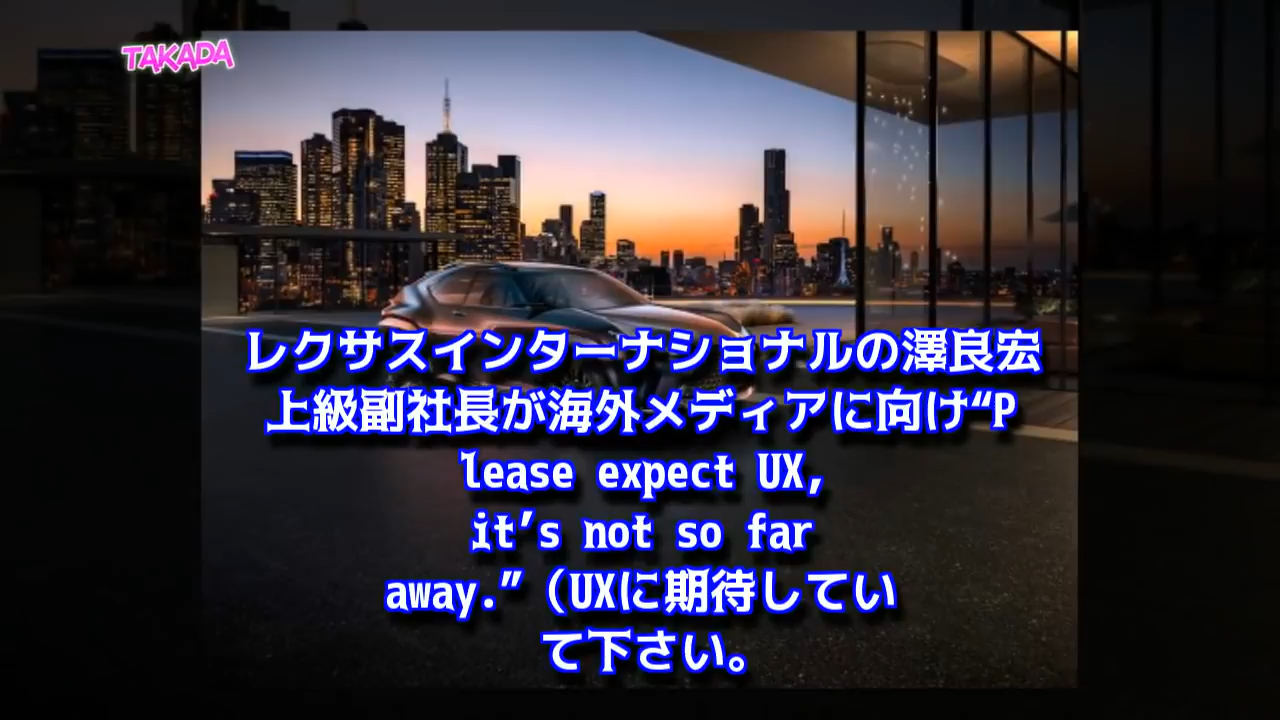 TAKADA
レクサスインターナショナルの澤良宏
上級副社長が海外メディアに向け“P
lease expect UX,
it’s not so far
away.”（UXに期待してい
て下さい。